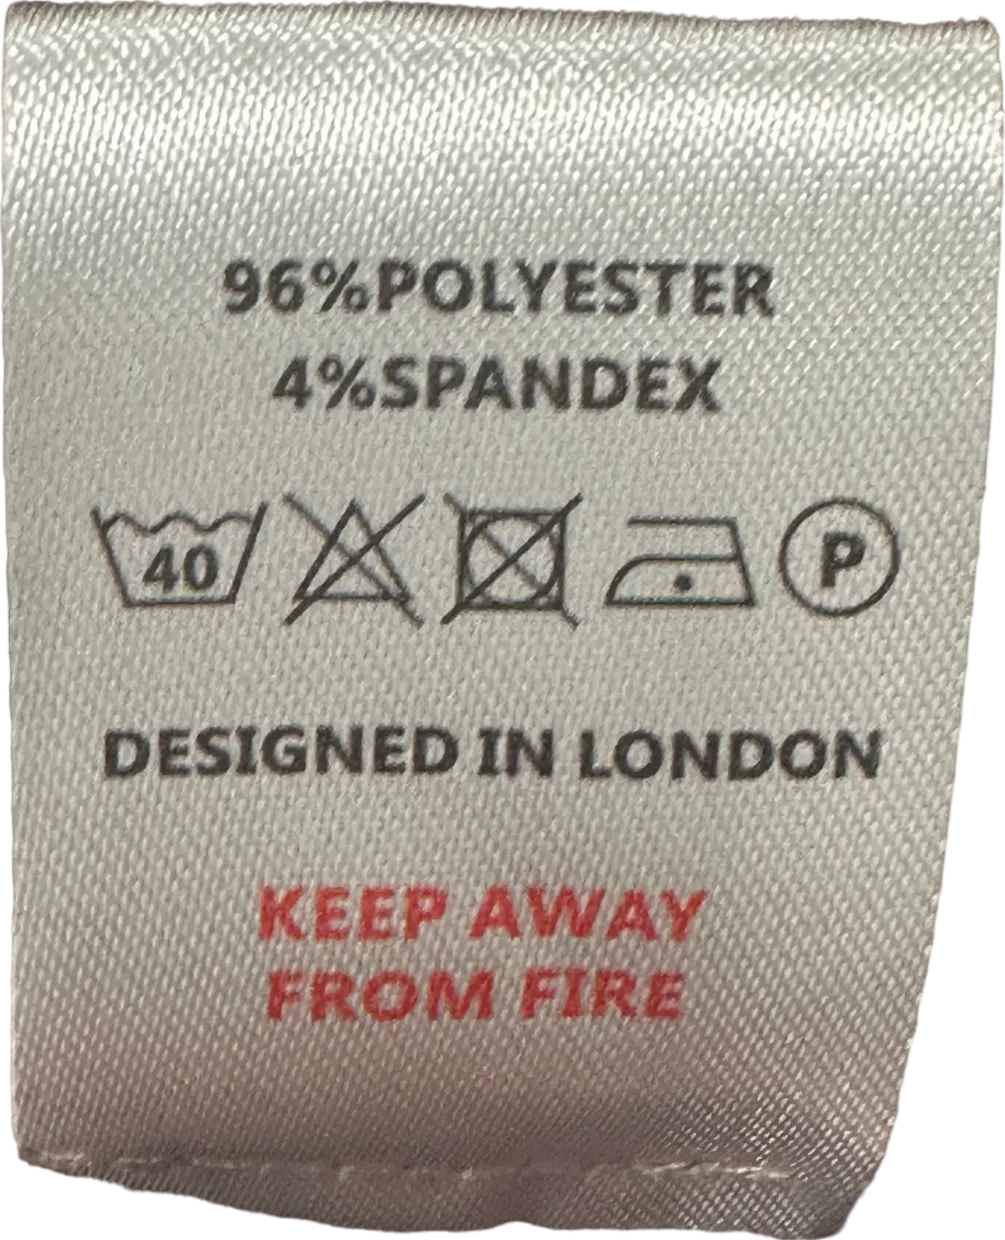 96%POLYESTER
4%SPANDEX
40 P
DESIGNED IN LONDON
KEEP AWAY
FROM FIRE